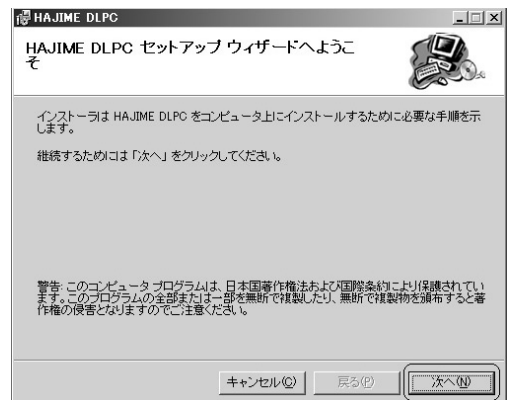 HAJIME DLPC
HAJIME DLPC セットアップ ウィザードへようこ
そ
インストーラは HAJIME DLPC をコンピュータ上にインストールするために必要な手順を示
します。
継続するためには「次へ」をクリックしてください。
警告: このコンピュータ プログラムは、日本国著作権法および国際条約により保護されてい
ます。このプログラムの全部または一部を無断で複製したり、無断で複製物を頒布すると著
作権の侵害となりますのでご注意ください。
キャンセル(C) 戻る(P) 次へ(N)